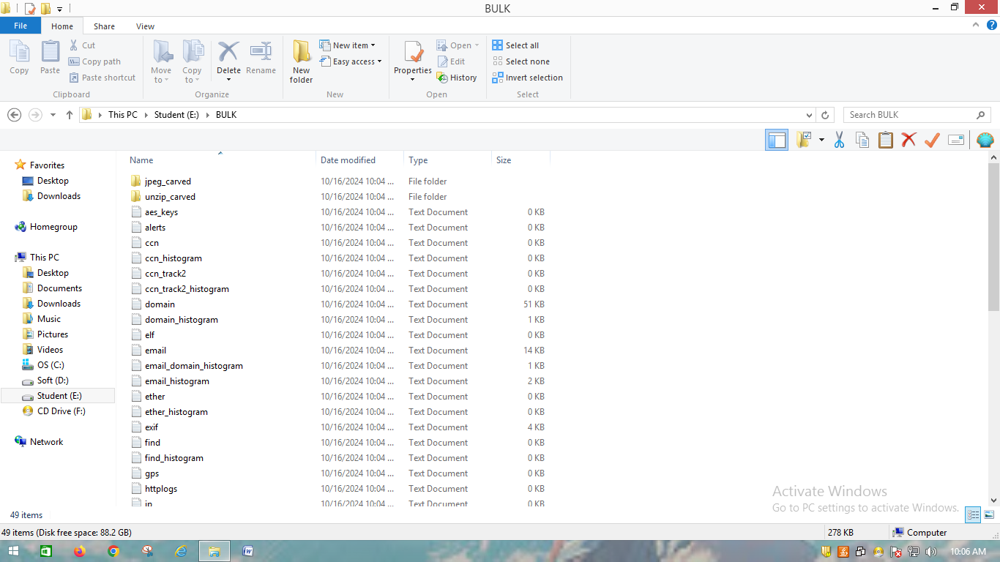 BULK
File Home Share View
Copy Paste Cut Copy path Paste shortcut Clipboard
Move to Copy to Delete Rename Organize
New folder New item Easy access New
Properties Open Edit History Open
Select all Select none Invert selection Select
This PC Student (E:) BULK Search BULK
Favorites
Desktop
Downloads
Homegroup
This PC
Desktop
Documents
Downloads
Music
Pictures
Videos
OS (C:)
Soft (D:)
Student (E:)
CD Drive (F:)
Network
Name Date modified Type Size
jpeg_carved 10/16/2024 10:04 ... File folder
unzip_carved 10/16/2024 10:04 ... File folder
aes_keys 10/16/2024 10:04 ... Text Document 0 KB
alerts 10/16/2024 10:04 ... Text Document 0 KB
ccn 10/16/2024 10:04 ... Text Document 0 KB
ccn_histogram 10/16/2024 10:04 ... Text Document 0 KB
ccn_track2 10/16/2024 10:04 ... Text Document 0 KB
ccn_track2_histogram 10/16/2024 10:04 ... Text Document 0 KB
domain 10/16/2024 10:04 ... Text Document 51 KB
domain_histogram 10/16/2024 10:04 ... Text Document 1 KB
elf 10/16/2024 10:04 ... Text Document 0 KB
email 10/16/2024 10:04 ... Text Document 14 KB
email_domain_histogram 10/16/2024 10:04 ... Text Document 1 KB
email_histogram 10/16/2024 10:04 ... Text Document 2 KB
ether 10/16/2024 10:04 ... Text Document 0 KB
ether_histogram 10/16/2024 10:04 ... Text Document 0 KB
exif 10/16/2024 10:04 ... Text Document 4 KB
find 10/16/2024 10:04 ... Text Document 0 KB
find_histogram 10/16/2024 10:04 ... Text Document 0 KB
gps 10/16/2024 10:04 ... Text Document 0 KB
httplogs 10/16/2024 10:04 ... Text Document 0 KB
ip 10/16/2024 10:04 ... Text Document 0 KB
Activate Windows
Go to PC settings to activate Windows.
49 items
49 items (Disk free space: 88.2 GB) 278 KB Computer
10:06 AM